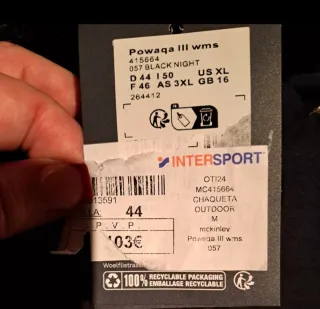 Powaqa III wms
415664
057 BLACK NIGHT
D 44 I 50 US XL
F 46 AS 3XL GB 16
264412
INTERSPORT
13591
44
P.V.P
103€
OTI24
MC415664
CHAQUETA
OUTDOOR
M
mckinley
Powaqa III wms
057
100% RECYCLABLE PACKAGING
EMBALLAGE RECYCLABLE